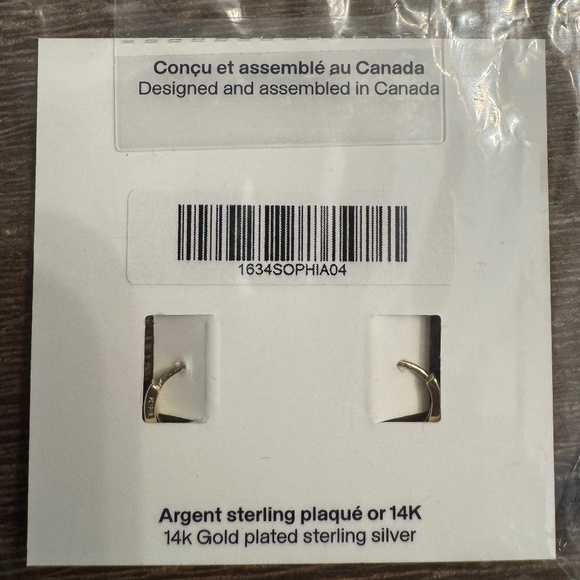 Conçu et assemblé au Canada
Designed and assembled in Canada
1634SOPHIA04
Argent sterling plaqué or 14K
14k Gold plated sterling silver